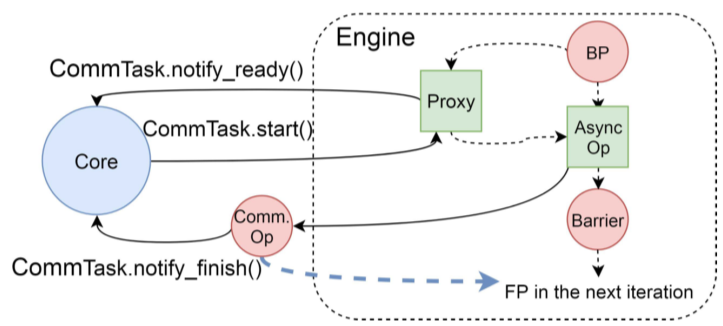 Engine
BP
CommTask.notify_ready()
Proxy
CommTask.start()
Async
Op
Core
Comm.
Op
Barrier
CommTask.notify_finish()
FP in the next iteration